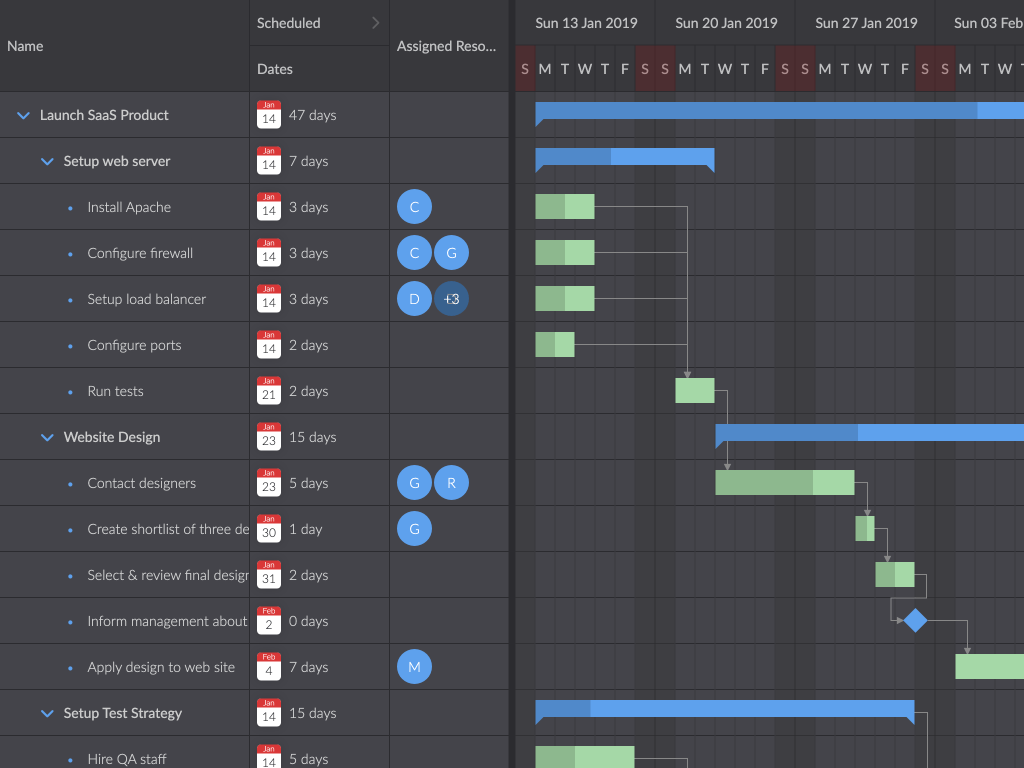 Name
Scheduled
Dates
Assigned Reso...
Sun 13 Jan 2019 Sun 20 Jan 2019 Sun 27 Jan 2019 Sun 03 Feb
S M T W T F S S M T W T F S S M T W T F S S M T W T
Launch SaaS Product Jan 14 47 days
Setup web server Jan 14 7 days
Install Apache Jan 14 3 days C
Configure firewall Jan 14 3 days C G
Setup load balancer Jan 14 3 days D +3
Configure ports Jan 14 2 days
Run tests Jan 21 2 days
Website Design Jan 23 15 days
Contact designers Jan 23 5 days G R
Create shortlist of three de Jan 30 1 day G
Select & review final design Jan 31 2 days
Inform management about Feb 2 0 days
Apply design to web site Feb 4 7 days M
Setup Test Strategy Jan 14 15 days
Hire QA staff Jan 14 5 days